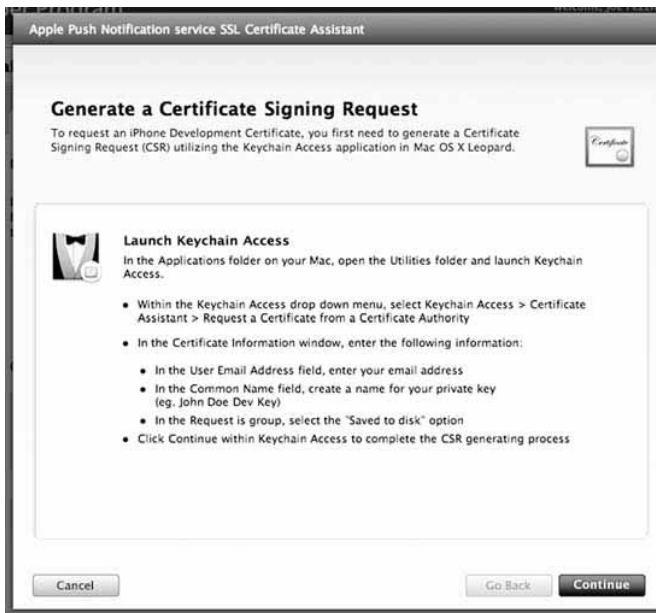 Apple Push Notification service SSL Certificate Assistant
Generate a Certificate Signing Request
To request an iPhone Development Certificate, you first need to generate a Certificate
Signing Request (CSR) utilizing the Keychain Access application in Mac OS X Leopard.
Certificate
Launch Keychain Access
In the Applications folder on your Mac, open the Utilities folder and launch Keychain
Access.
• Within the Keychain Access drop down menu, select Keychain Access > Certificate
Assistant > Request a Certificate from a Certificate Authority
• In the Certificate Information window, enter the following information:
• In the User Email Address field, enter your email address
• In the Common Name field, create a name for your private key
(eg. John Doe Dev Key)
• In the Request is group, select the "Saved to disk" option
• Click Continue within Keychain Access to complete the CSR generating process
Cancel
Go Back
Continue